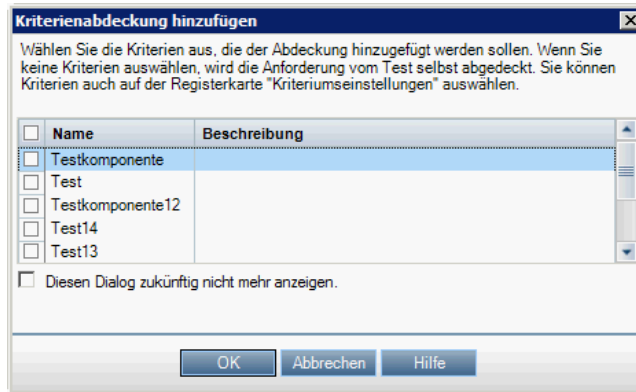 Kriterienabdeckung hinzufügen
Wählen Sie die Kriterien aus, die der Abdeckung hinzugefügt werden sollen. Wenn Sie
keine Kriterien auswählen, wird die Anforderung vom Test selbst abgedeckt. Sie können
Kriterien auch auf der Registerkarte "Kriteriumseinstellungen" auswählen.
Name Beschreibung
Testkomponente
Test
Testkomponente12
Test14
Test13
Diesen Dialog zukünftig nicht mehr anzeigen.
OK Abbrechen Hilfe